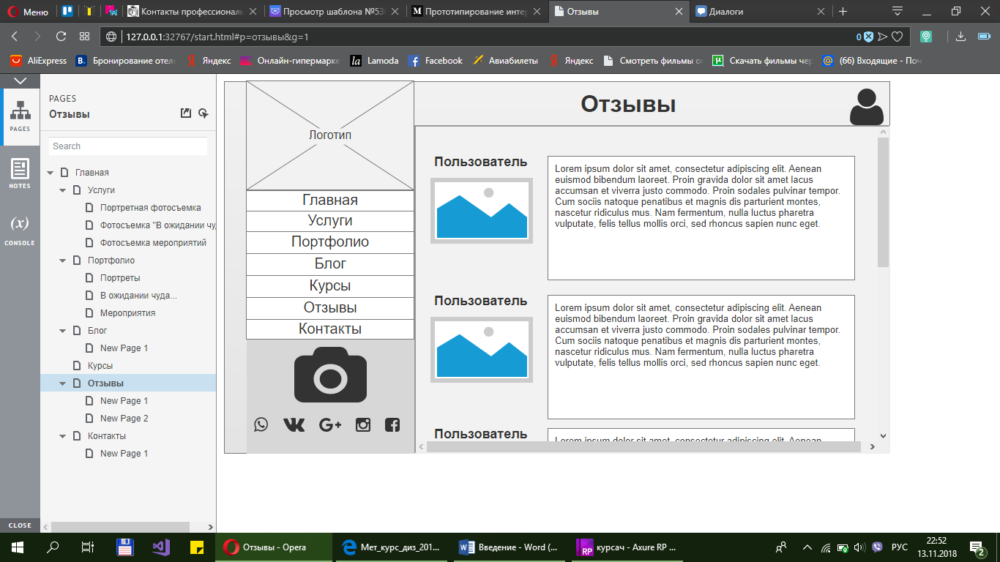 Меню
Контакты профессиональ
Просмотр шаблона №53
Прототипирование инте
Отзывы
Диалоги
127.0.0.1:32767/start.html#p=отзывы&g=1
0
AliExpress
Бронирование отеле
Яндекс
Онлайн-гипермарке
Lamoda
Facebook
Авиабилеты
Яндекс
Смотреть фильмы о
Скачать фильмы чер
(66) Входящие - Поч
PAGES
NOTES
(x)
CONSOLE
CLOSE
PAGES
Отзывы
Search
Главная
Услуги
Портретная фотосъемка
Фотосъемка "В ожидании чуд
Фотосъемка мероприятий
Портфолио
Портреты
В ожидании чуда...
Мероприятия
Блог
New Page 1
Курсы
Отзывы
New Page 1
New Page 2
Контакты
New Page 1
Логотип
Главная
Услуги
Портфолио
Блог
Курсы
Отзывы
Контакты
Отзывы
Пользователь
Lorem ipsum dolor sit amet, consectetur adipiscing elit. Aenean
euismod bibendum laoreet. Proin gravida dolor sit amet lacus
accumsan et viverra justo commodo. Proin sodales pulvinar tempor.
Cum sociis natoque penatibus et magnis dis parturient montes,
nascetur ridiculus mus. Nam fermentum, nulla luctus pharetra
vulputate, felis tellus mollis orci, sed rhoncus sapien nunc eget.
Пользователь
Lorem ipsum dolor sit amet, consectetur adipiscing elit. Aenean
euismod bibendum laoreet. Proin gravida dolor sit amet lacus
accumsan et viverra justo commodo. Proin sodales pulvinar tempor.
Cum sociis natoque penatibus et magnis dis parturient montes,
nascetur ridiculus mus. Nam fermentum, nulla luctus pharetra
vulputate, felis tellus mollis orci, sed rhoncus sapien nunc eget.
Пользователь
Lorem ipsum dolor sit amet, consectetur adipiscing elit. Aenean
Отзывы - Opera
Мет_курс_диз_201...
Введение - Word (...
курсач - Axure RP ...
РУС
22:52
13.11.2018
2